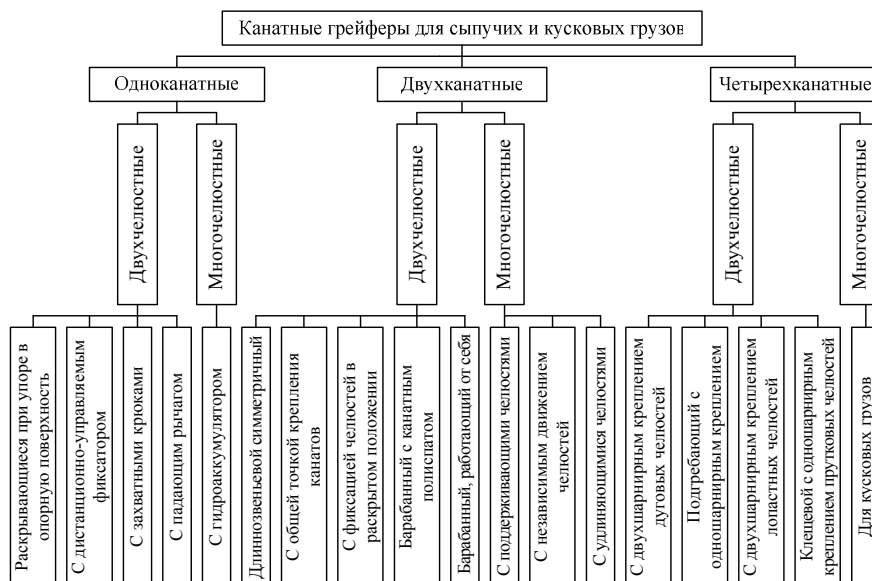 Канатные грейферы для сыпучих и кусковых грузов
Одноканатные
Двухканатные
Четырехканатные
Двухчелюстные
Многочелюстные
Двухчелюстные
Многочелюстные
Двухчелюстные
Многочелюстные
Раскрывающиеся при упоре в
опорную поверхность
С дистанционно-управляемым
фиксатором
С захватными крюками
С падающим рычагом
С гидроаккумулятором
Длиннозвеньевой симметричный
С общей точкой крепления
канатов
С фиксацией челюстей в
раскрытом положении
Барабанный с канатным
полиспатом
Барабанный, работающий от себя
С поддерживающими челюстями
С независимым движением
челюстей
С удлиняющимися челюстями
С двухшарнирным креплением
дуговых челюстей
Подгребающий с
одношарнирным креплением
С двухшарнирным креплением
лопастных челюстей
Клещевой с одношарнирным
креплением прутковых челюстей
Для кусковых грузов